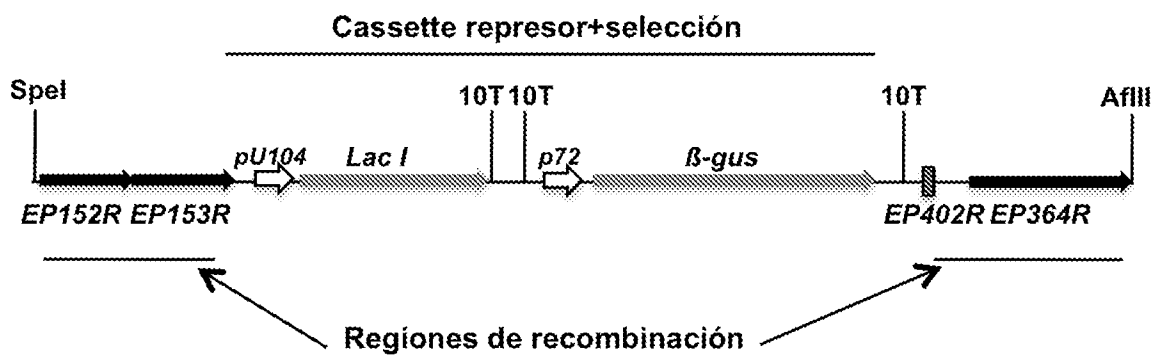 Cassette represor+selección
SpeI 10T 10T 10T AflII
pU104 Lac I p72 ß-gus
EP152R EP153R EP402R EP364R
Regiones de recombinación